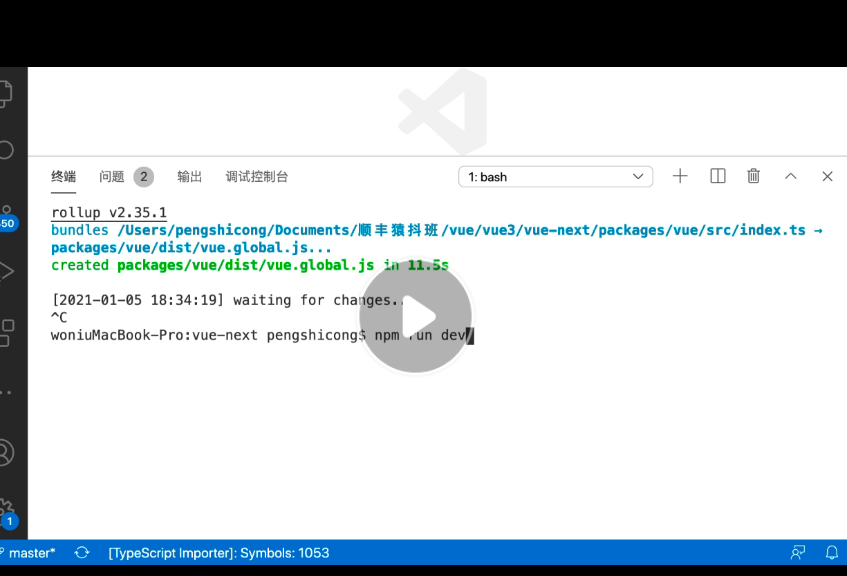 终端 问题 2 输出 调试控制台 1: bash
rollup v2.35.1
bundles /Users/pengshicong/Documents/顺丰猿抖班/vue/vue3/vue-next/packages/vue/src/index.ts →
packages/vue/dist/vue.global.js...
created packages/vue/dist/vue.global.js in 11.5s
[2021-01-05 18:34:19] waiting for changes..
^C
woniuMacBook-Pro:vue-next pengshicong$ npm run dev
50
1
master* [TypeScript Importer]: Symbols: 1053